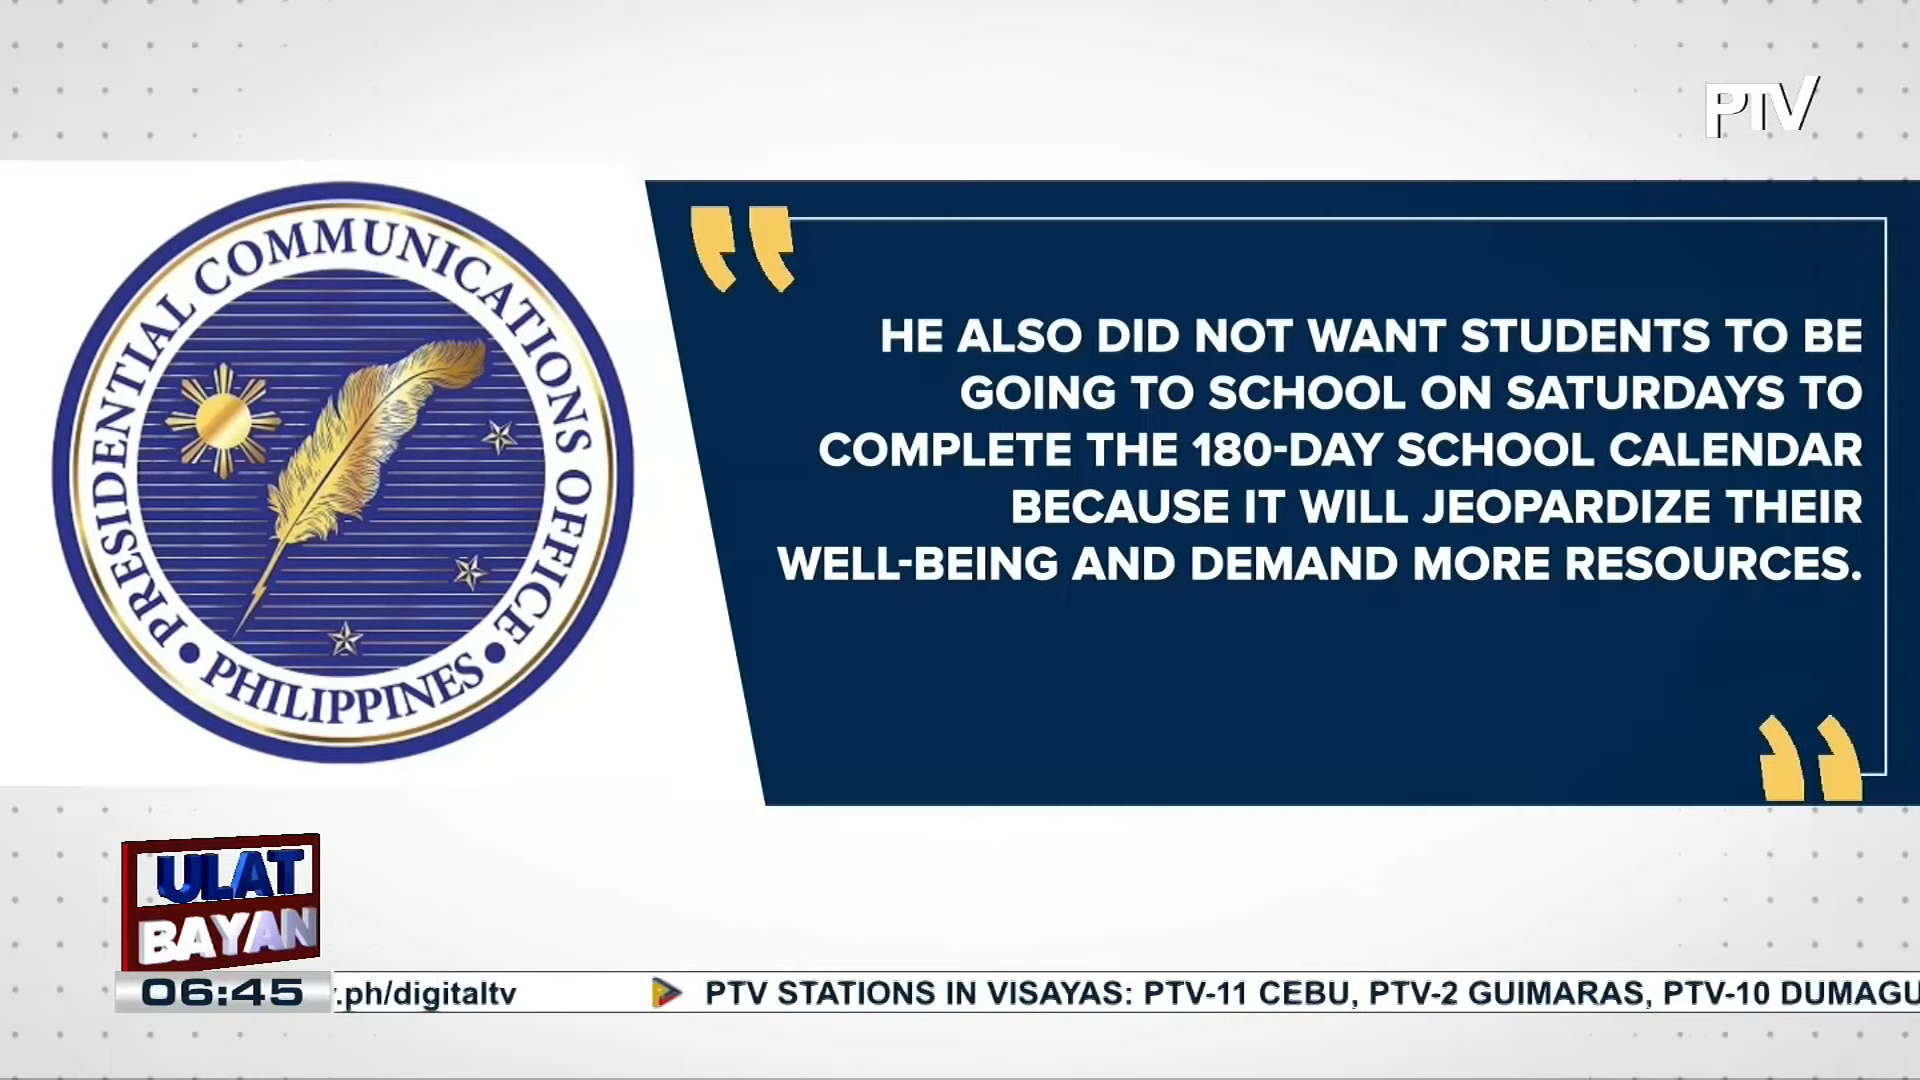 PTV
PRESIDENTIAL COMMUNICATIONS OFFICE
PHILIPPINES
HE ALSO DID NOT WANT STUDENTS TO BE
GOING TO SCHOOL ON SATURDAYS TO
COMPLETE THE 180-DAY SCHOOL CALENDAR
BECAUSE IT WILL JEOPARDIZE THEIR
WELL-BEING AND DEMAND MORE RESOURCES.
ULAT
BAYAN
06:45
.ph/digitaltv PTV STATIONS IN VISAYAS: PTV-11 CEBU, PTV-2 GUIMARAS, PTV-10 DUMAGU